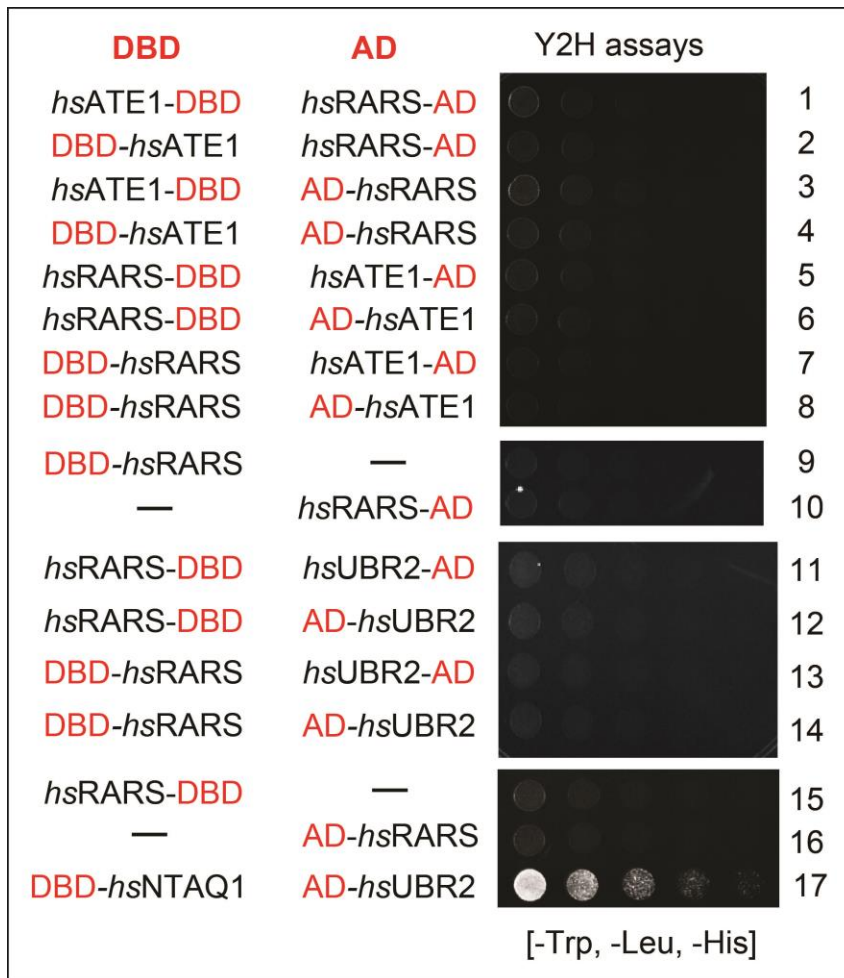 DBD AD Y2H assays
hsATE1-DBD hsRARS-AD 1
DBD-hsATE1 hsRARS-AD 2
hsATE1-DBD AD-hsRARS 3
DBD-hsATE1 AD-hsRARS 4
hsRARS-DBD hsATE1-AD 5
hsRARS-DBD AD-hsATE1 6
DBD-hsRARS hsATE1-AD 7
DBD-hsRARS AD-hsATE1 8
DBD-hsRARS — 9
— hsRARS-AD 10
hsRARS-DBD hsUBR2-AD 11
hsRARS-DBD AD-hsUBR2 12
DBD-hsRARS hsUBR2-AD 13
DBD-hsRARS AD-hsUBR2 14
hsRARS-DBD — 15
— AD-hsRARS 16
DBD-hsNTAQ1 AD-hsUBR2 17
[-Trp, -Leu, -His]